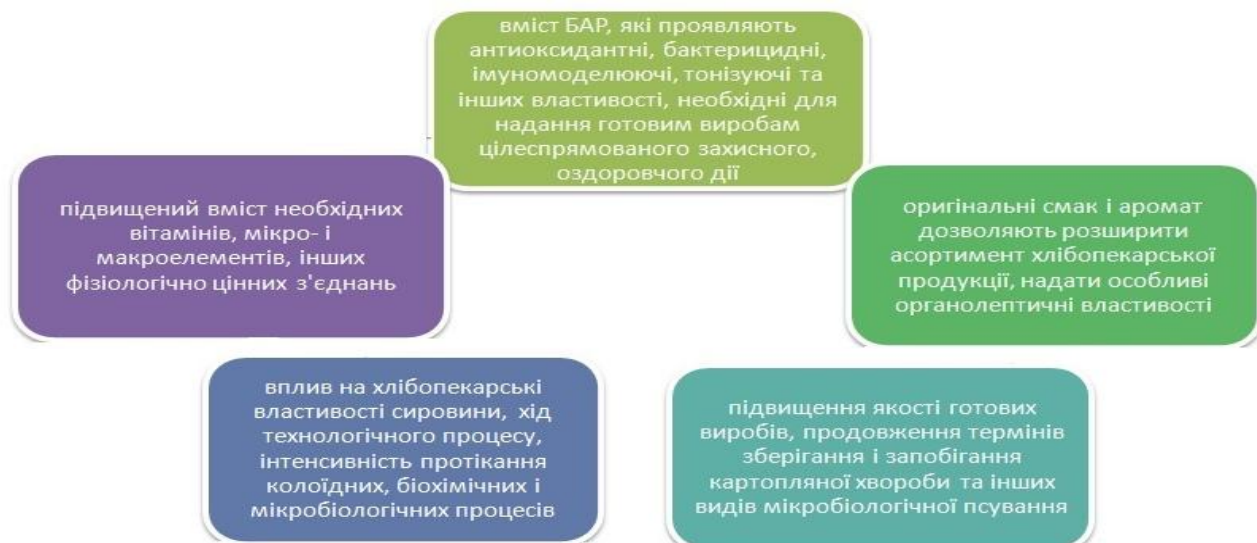 вміст БАР, які проявляють
антиоксидантні, бактерицидні,
імуномоделюючі, тонізуючі та
інших властивості, необхідні для
надання готовим виробам
цілеспрямованого захисного,
оздоровчого дії
підвищений вміст необхідних
вітамінів, мікро- і
макроелементів, інших
фізіологічно цінних з'єднань
оригінальні смак і аромат
дозволяють розширити
асортимент хлібопекарської
продукції, надати особливі
органолептичні властивості
вплив на хлібопекарські
властивості сировини, хід
технологічного процесу,
інтенсивність протікання
колоїдних, біохімічних і
мікробіологічних процесів
підвищення якості готових
виробів, продовження термінів
зберігання і запобігання
картопляної хвороби та інших
видів мікробіологічної псування